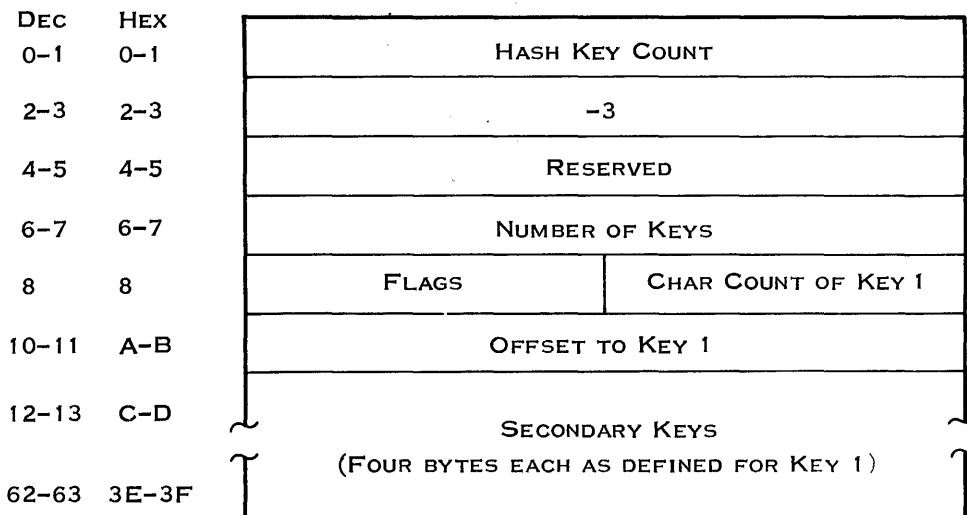 DEC HEX
0-1 0-1 HASH KEY COUNT
2-3 2-3 -3
4-5 4-5 RESERVED
6-7 6-7 NUMBER OF KEYS
8 8 FLAGS CHAR COUNT OF KEY 1
10-11 A-B OFFSET TO KEY 1
12-13 C-D
SECONDARY KEYS
(FOUR BYTES EACH AS DEFINED FOR KEY 1)
62-63 3E-3F